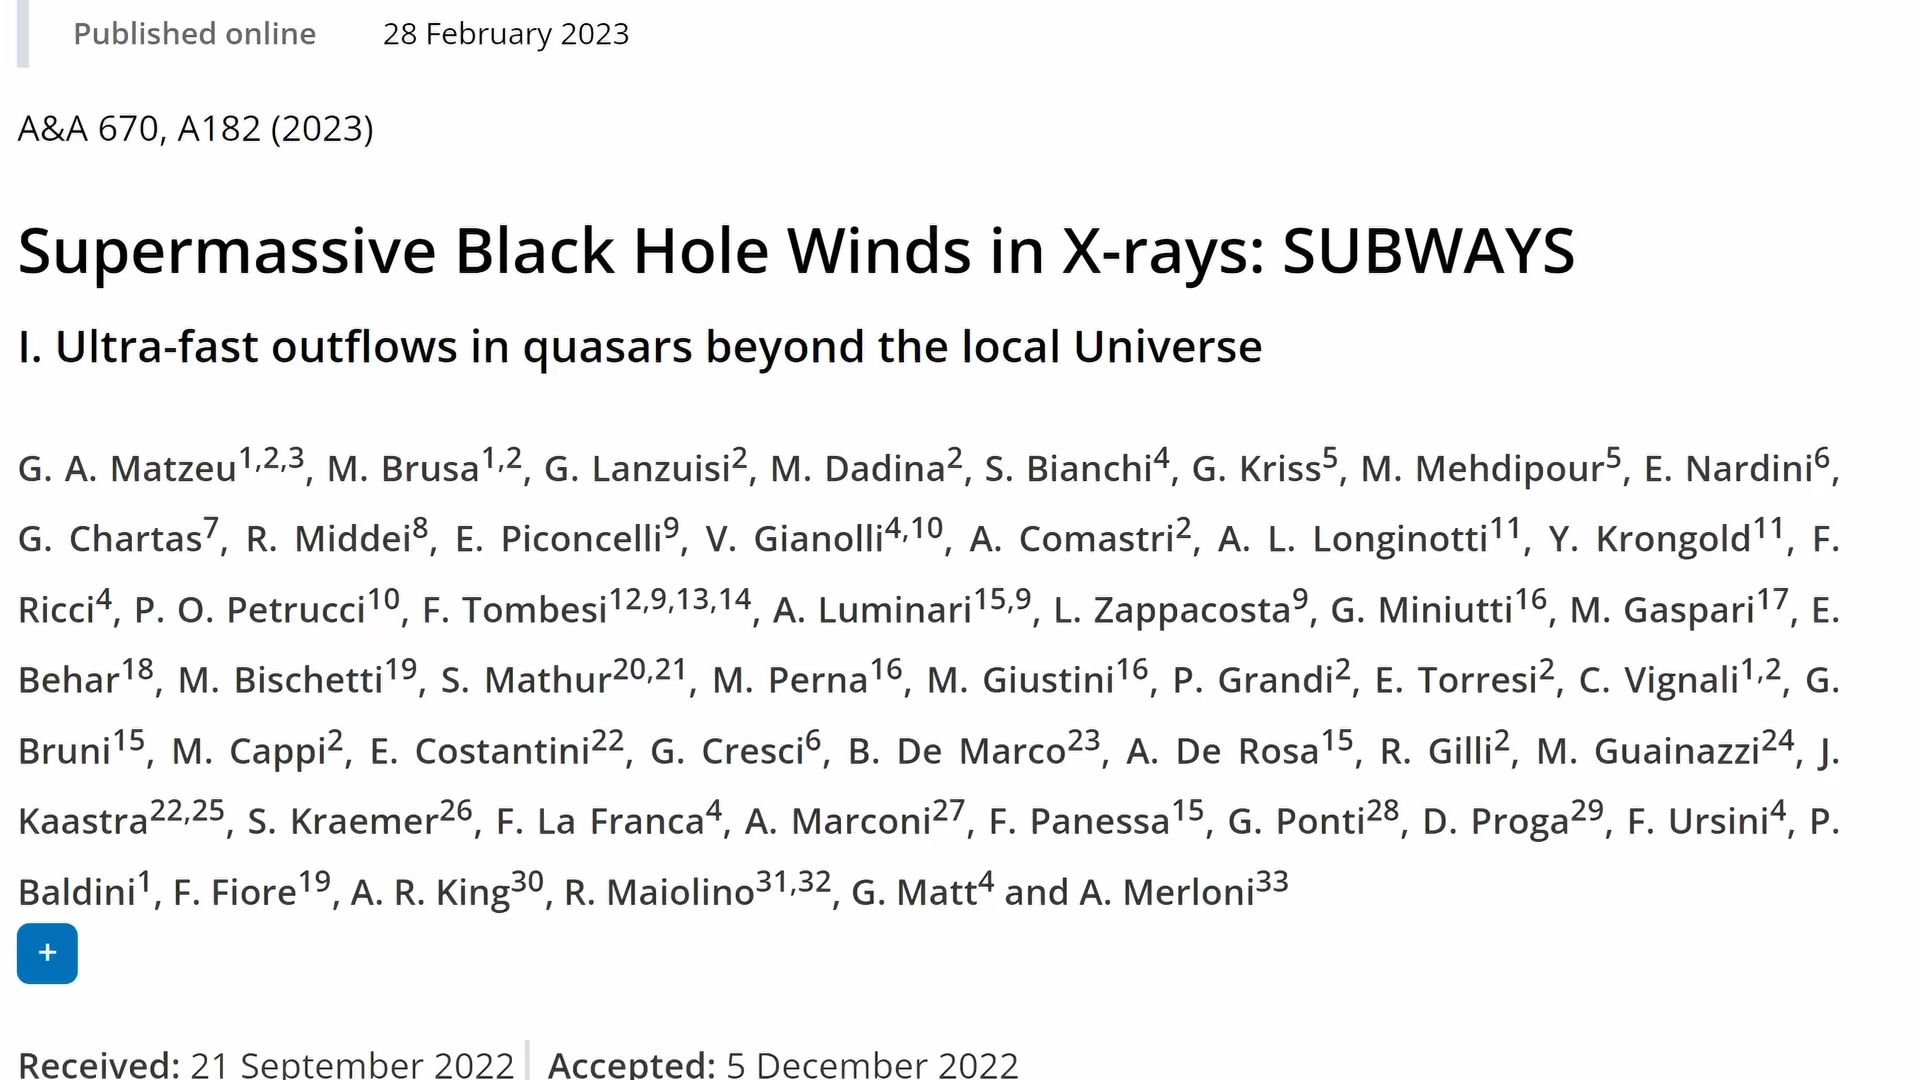 Published online 28 February 2023
A&A 670, A182 (2023)
Supermassive Black Hole Winds in X-rays: SUBWAYS
I. Ultra-fast outflows in quasars beyond the local Universe
G. A. Matzeu1,2,3, M. Brusa1,2, G. Lanzuisi2, M. Dadina2, S. Bianchi4, G. Kriss5, M. Mehdipour5, E. Nardini6,
G. Chartas7, R. Middei8, E. Piconcelli9, V. Gianolli4,10, A. Comastri2, A. L. Longinotti11, Y. Krongold11, F.
Ricci4, P. O. Petrucci10, F. Tombesi12,9,13,14, A. Luminari15,9, L. Zappacosta9, G. Miniutti16, M. Gaspari17, E.
Behar18, M. Bischetti19, S. Mathur20,21, M. Perna16, M. Giustini16, P. Grandi2, E. Torresi2, C. Vignali1,2, G.
Bruni15, M. Cappi2, E. Costantini22, G. Cresci6, B. De Marco23, A. De Rosa15, R. Gilli2, M. Guainazzi24, J.
Kaastra22,25, S. Kraemer26, F. La Franca4, A. Marconi27, F. Panessa15, G. Ponti28, D. Proga29, F. Ursini4, P.
Baldini1, F. Fiore19, A. R. King30, R. Maiolino31,32, G. Matt4 and A. Merloni33
+
Received: 21 September 2022 Accepted: 5 December 2022